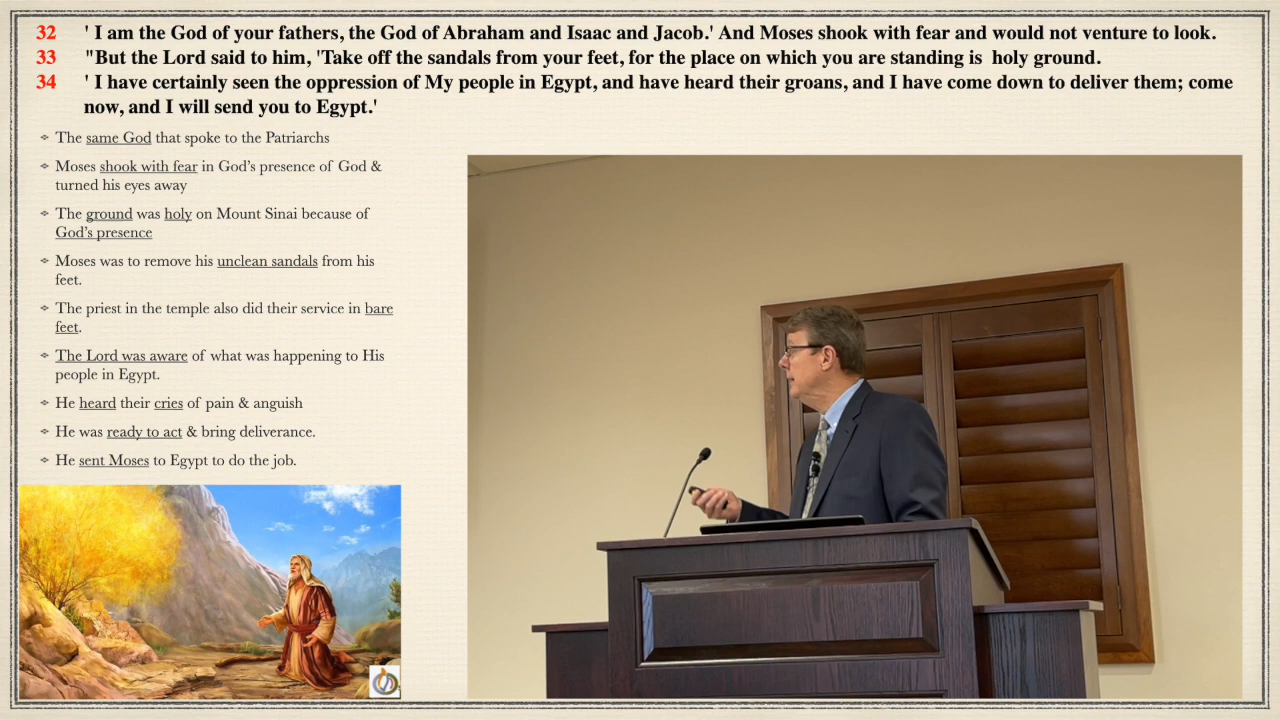 32 ' I am the God of your fathers, the God of Abraham and Isaac and Jacob.' And Moses shook with fear and would not venture to look.
33 "But the Lord said to him, 'Take off the sandals from your feet, for the place on which you are standing is holy ground.
34 ' I have certainly seen the oppression of My people in Egypt, and have heard their groans, and I have come down to deliver them; come
now, and I will send you to Egypt.'
The same God that spoke to the Patriarchs
Moses shook with fear in God's presence of God &
turned his eyes away
The ground was holy on Mount Sinai because of
God's presence
Moses was to remove his unclean sandals from his
feet.
The priest in the temple also did their service in bare
feet.
The Lord was aware of what was happening to His
people in Egypt.
He heard their cries of pain & anguish
He was ready to act & bring deliverance.
He sent Moses to Egypt to do the job.